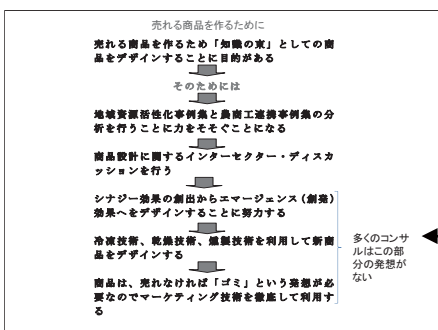 売れる商品を作るために
売れる商品を作るため「知識の束」としての商
品をデザインすることに目的がある
そのためには
地域資源活性化事例集と農商工連携事例集の分
析を行うことに力をそそぐことになる
商品設計に関するインターセクター・ディスカ
ッションを行う
シナジー効果の創出からエマージェンス（創発）
効果へをデザインすることに努力する
冷凍技術、乾燥技術、燻製技術を利用して新商
品をデザインする
商品は、売れなければ「ゴミ」という発想が必
要なのでマーケティング技術を徹底して利用す
る
多くのコンサ
ルはこの部
分の発想が
ない